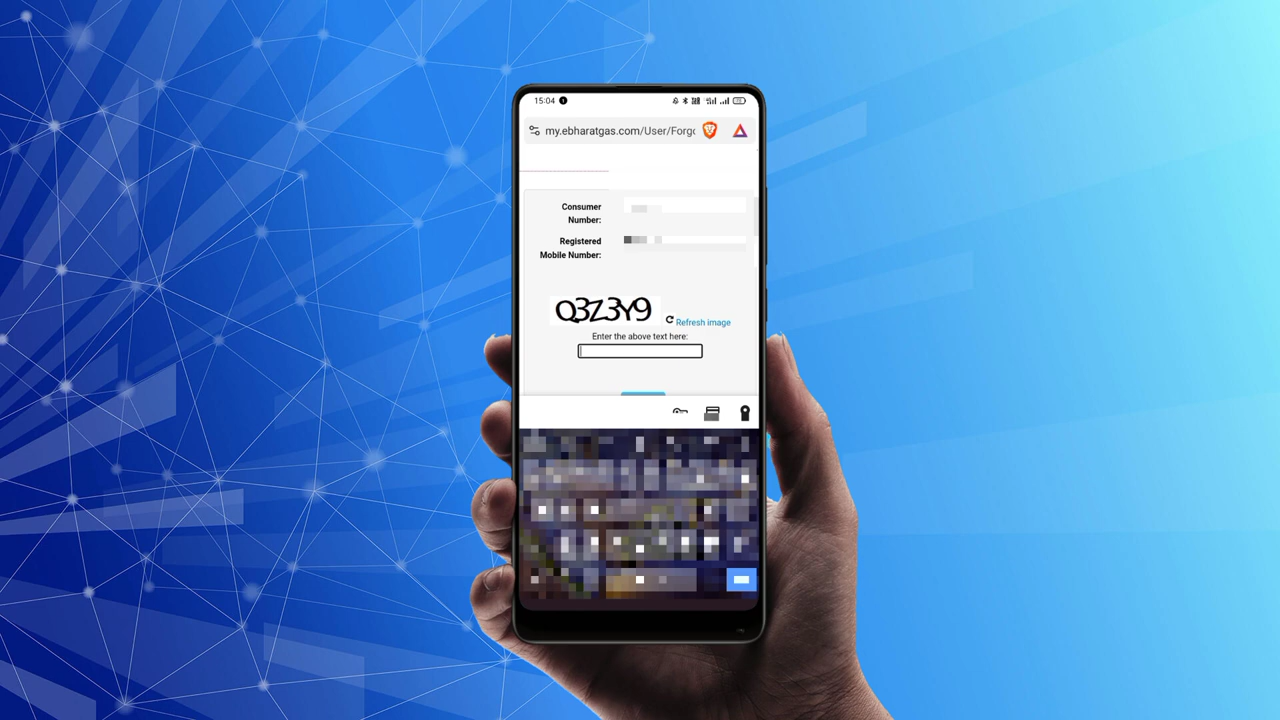 15:04
my.ebharatgas.com/User/Forgo
Consumer
Number:
Registered
Mobile Number:
Q3Z3Y9
Refresh image
Enter the above text here: